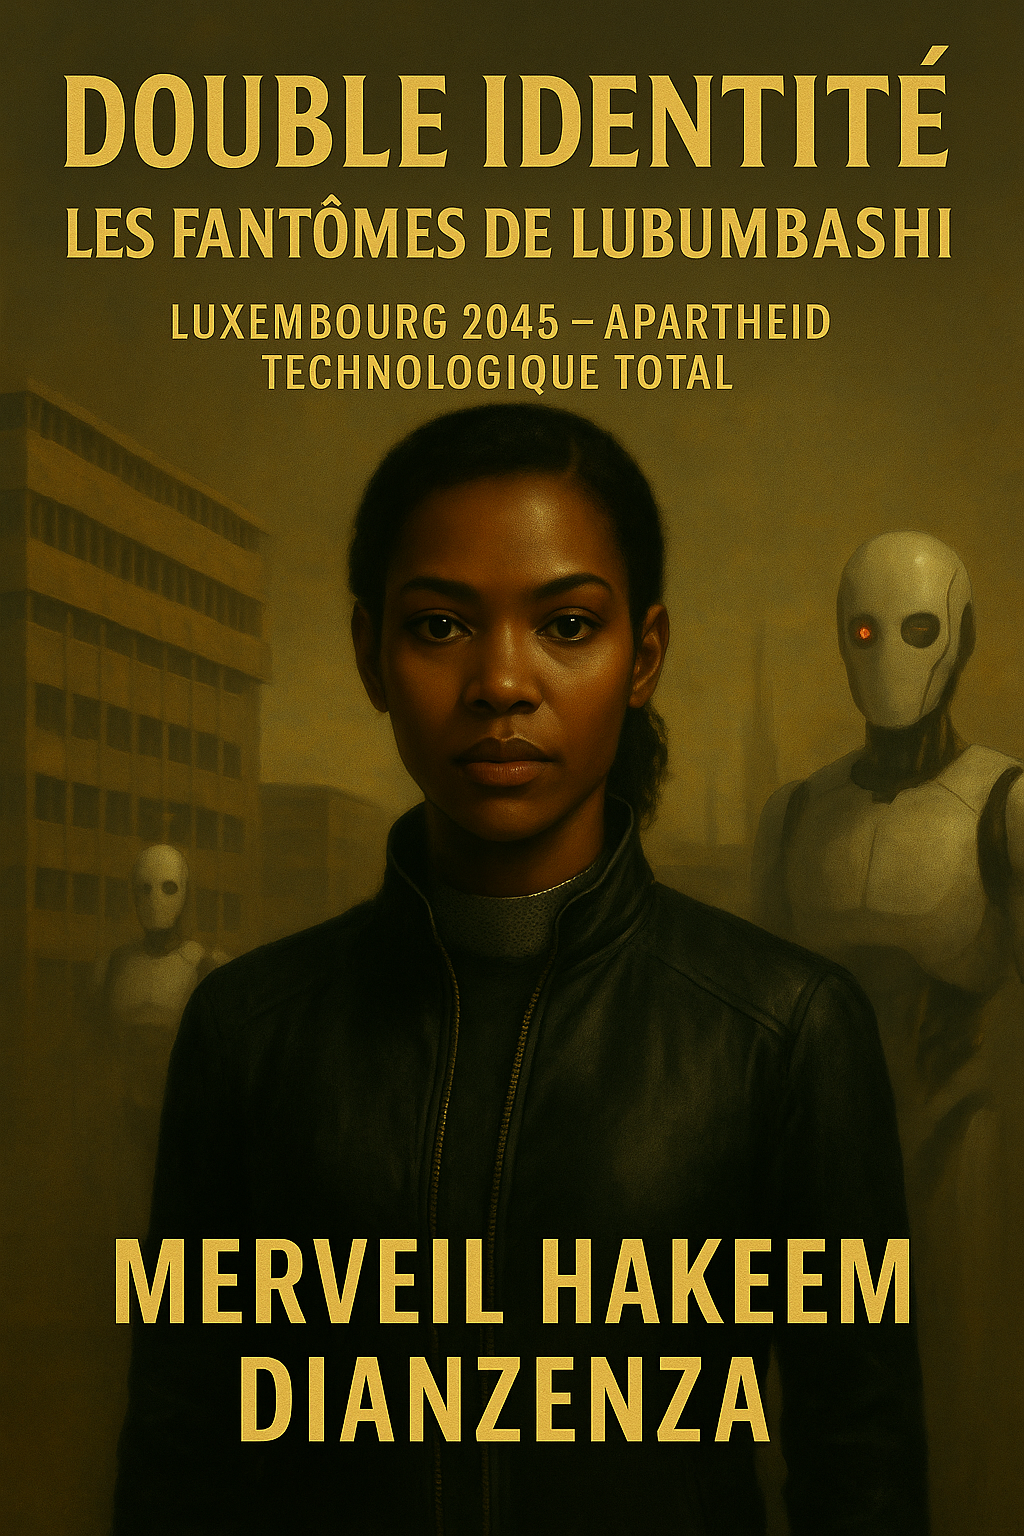 DOUBLE IDENTITÉ
LES FANTÔMES DE LUBUMBASHI
LUXEMBOURG 2045 – APARTHEID
TECHNOLOGIQUE TOTAL
MERVEIL HAKEEM
DIANZENZA